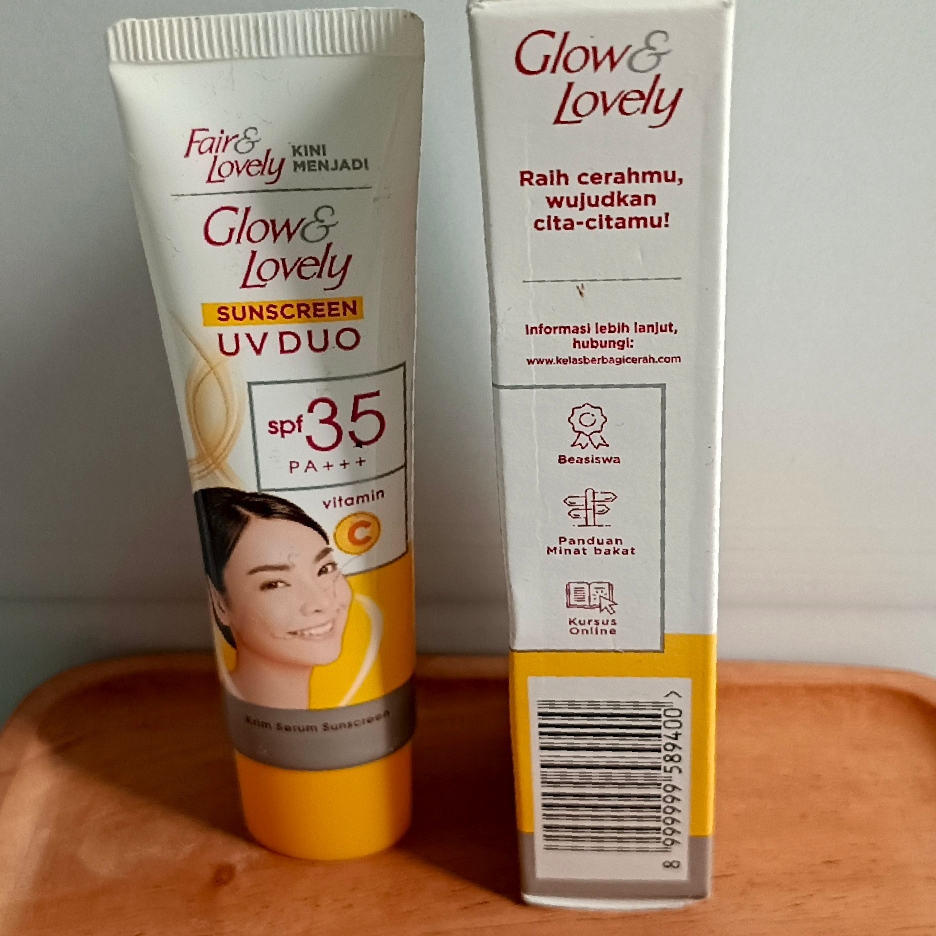 Fair&
Lovely
KINI
MENJADI
Glow&
Lovely
SUNSCREEN
UV DUO
spf 35
PA+++
vitamin
C
Krim Serum Sunscreen
Glow&
Lovely
Raih cerahmu,
wujudkan
cita-citamu!
Informasi lebih lanjut,
hubungi:
www.kelasberbagicerah.com
Beasiswa
Panduan
Minat bakat
Kursus
Online
8 999999 589400 >